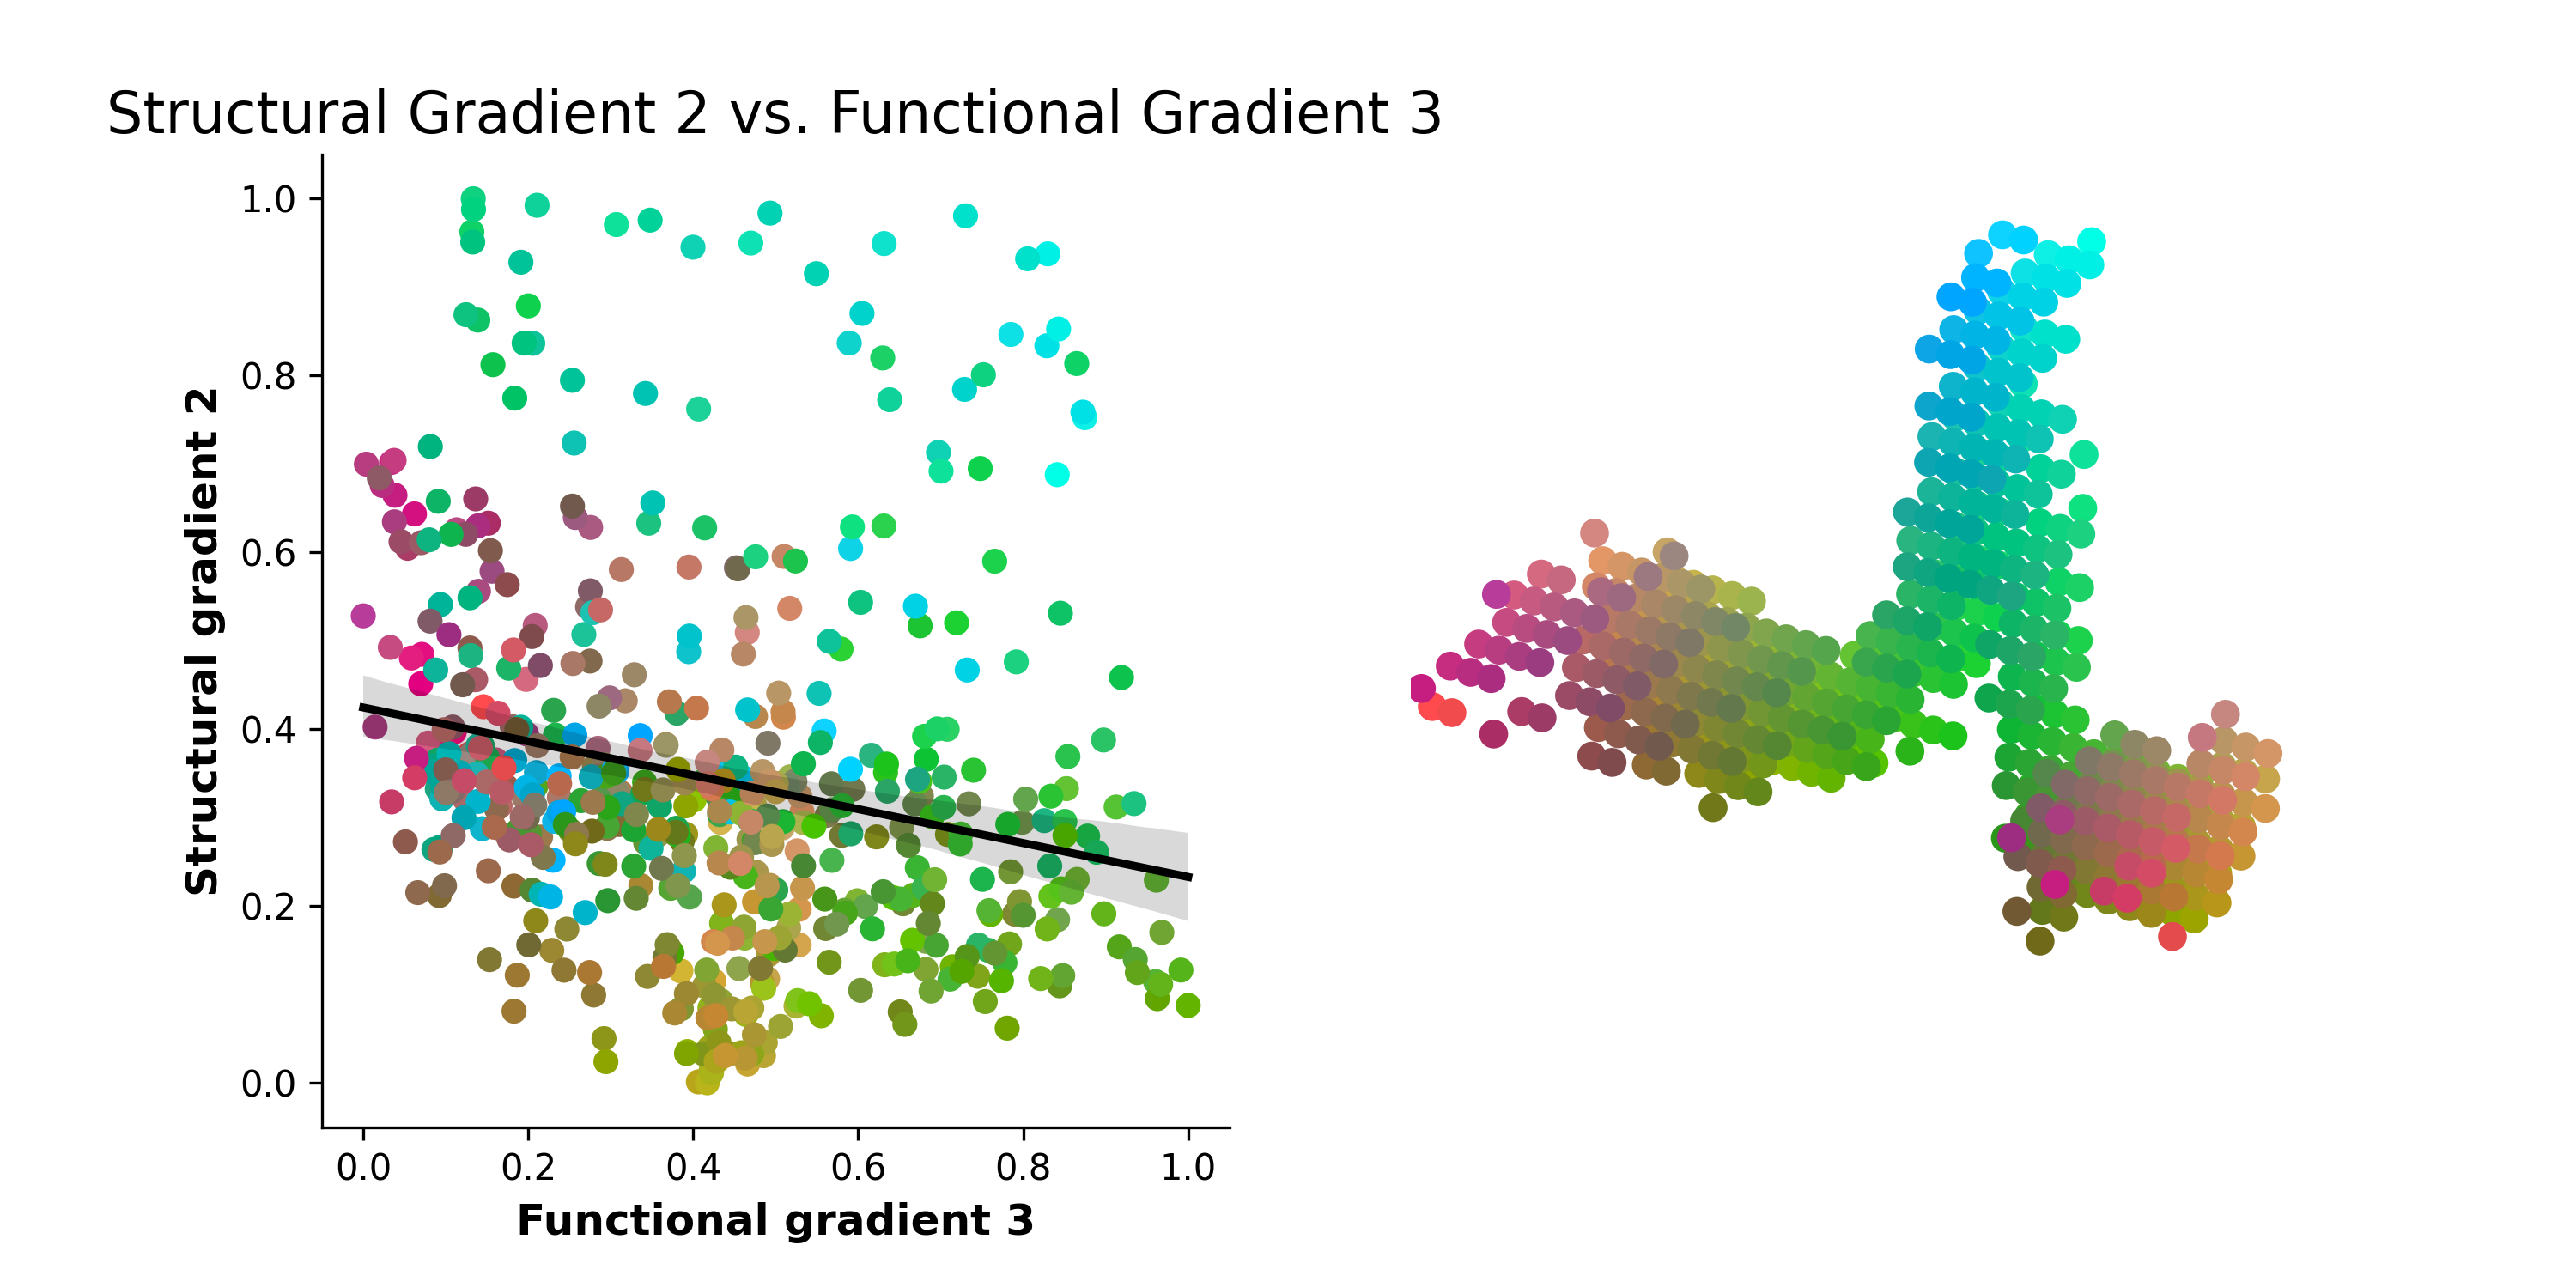 Structural Gradient 2 vs. Functional Gradient 3
1.0
0.8
0.6
0.4
0.2
0.0
Structural gradient 2
0.0 0.2 0.4 0.6 0.8 1.0
Functional gradient 3